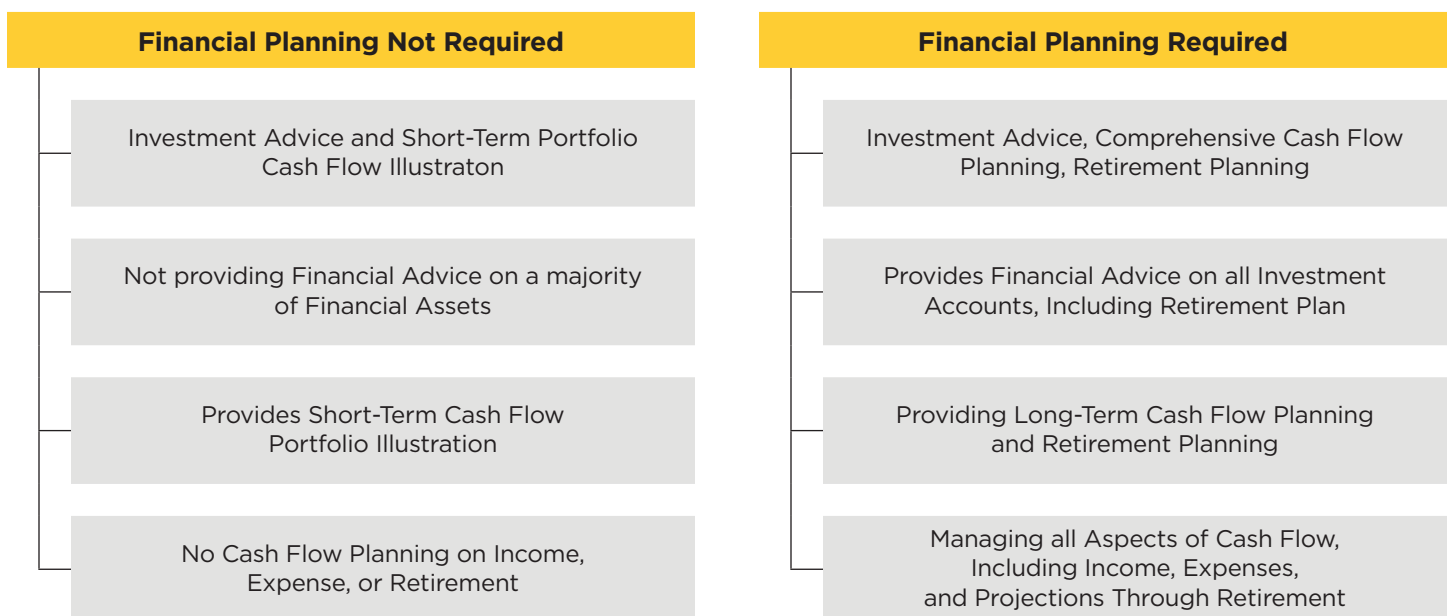 Financial Planning Not Required
Investment Advice and Short-Term Portfolio
Cash Flow Illustraton
Not providing Financial Advice on a majority
of Financial Assets
Provides Short-Term Cash Flow
Portfolio Illustration
No Cash Flow Planning on Income,
Expense, or Retirement
Financial Planning Required
Investment Advice, Comprehensive Cash Flow
Planning, Retirement Planning
Provides Financial Advice on all Investment
Accounts, Including Retirement Plan
Providing Long-Term Cash Flow Planning
and Retirement Planning
Managing all Aspects of Cash Flow,
Including Income, Expenses,
and Projections Through Retirement